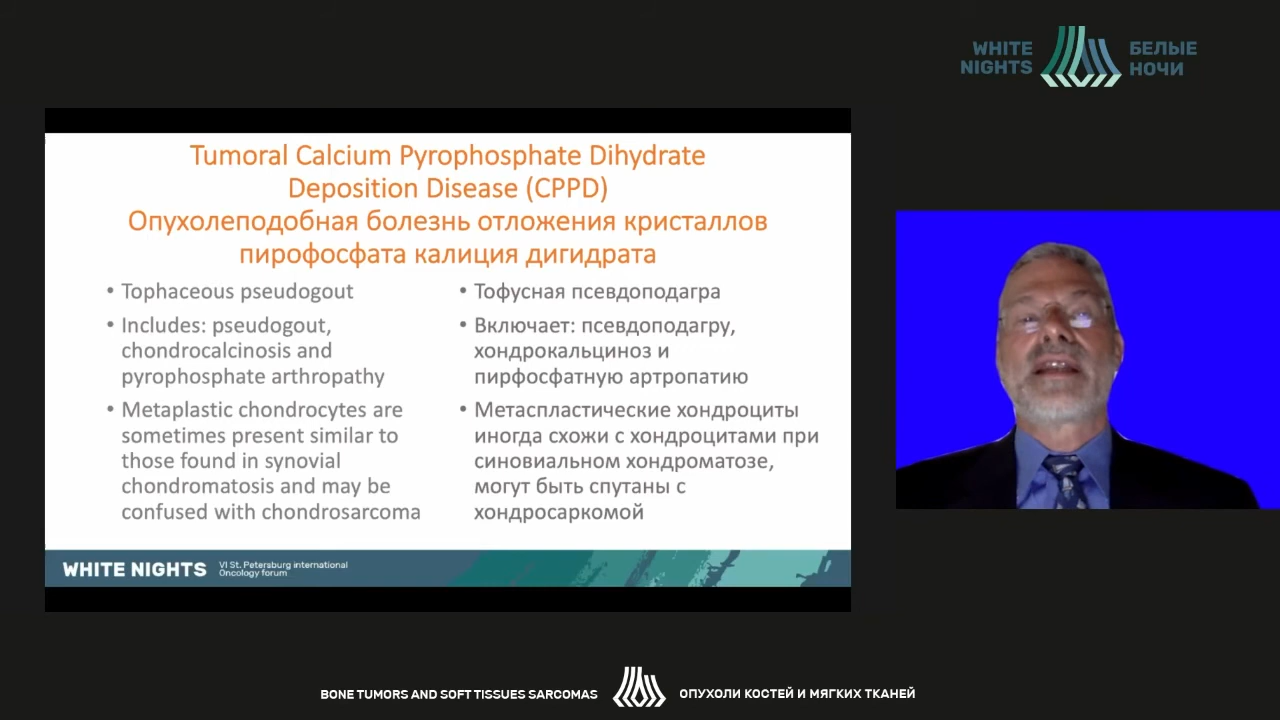 WHITE
NIGHTS
БЕЛЫЕ
НОЧИ
Tumoral Calcium Pyrophosphate Dihydrate
Deposition Disease (CPPD)
Опухолеподобная болезнь отложения кристаллов
пирофосфата калиция дигидрата
• Tophaceous pseudogout
• Includes: pseudogout,
chondrocalcinosis and
pyrophosphate arthropathy
• Metaplastic chondrocytes are
sometimes present similar to
those found in synovial
chondromatosis and may be
confused with chondrosarcoma
• Тофусная псевдоподагра
• Включает: псевдоподагру,
хондрокальциноз и
пирфосфатную артропатию
• Метаспластические хондроциты
иногда схожи с хондроцитами при
синовиальном хондроматозе,
могут быть спутаны с
хондросаркомой
WHITE NIGHTS
VI St. Petersburg international
Oncology forum
BONE TUMORS AND SOFT TISSUES SARCOMAS
ОПУХОЛИ КОСТЕЙ И МЯГКИХ ТКАНЕЙ